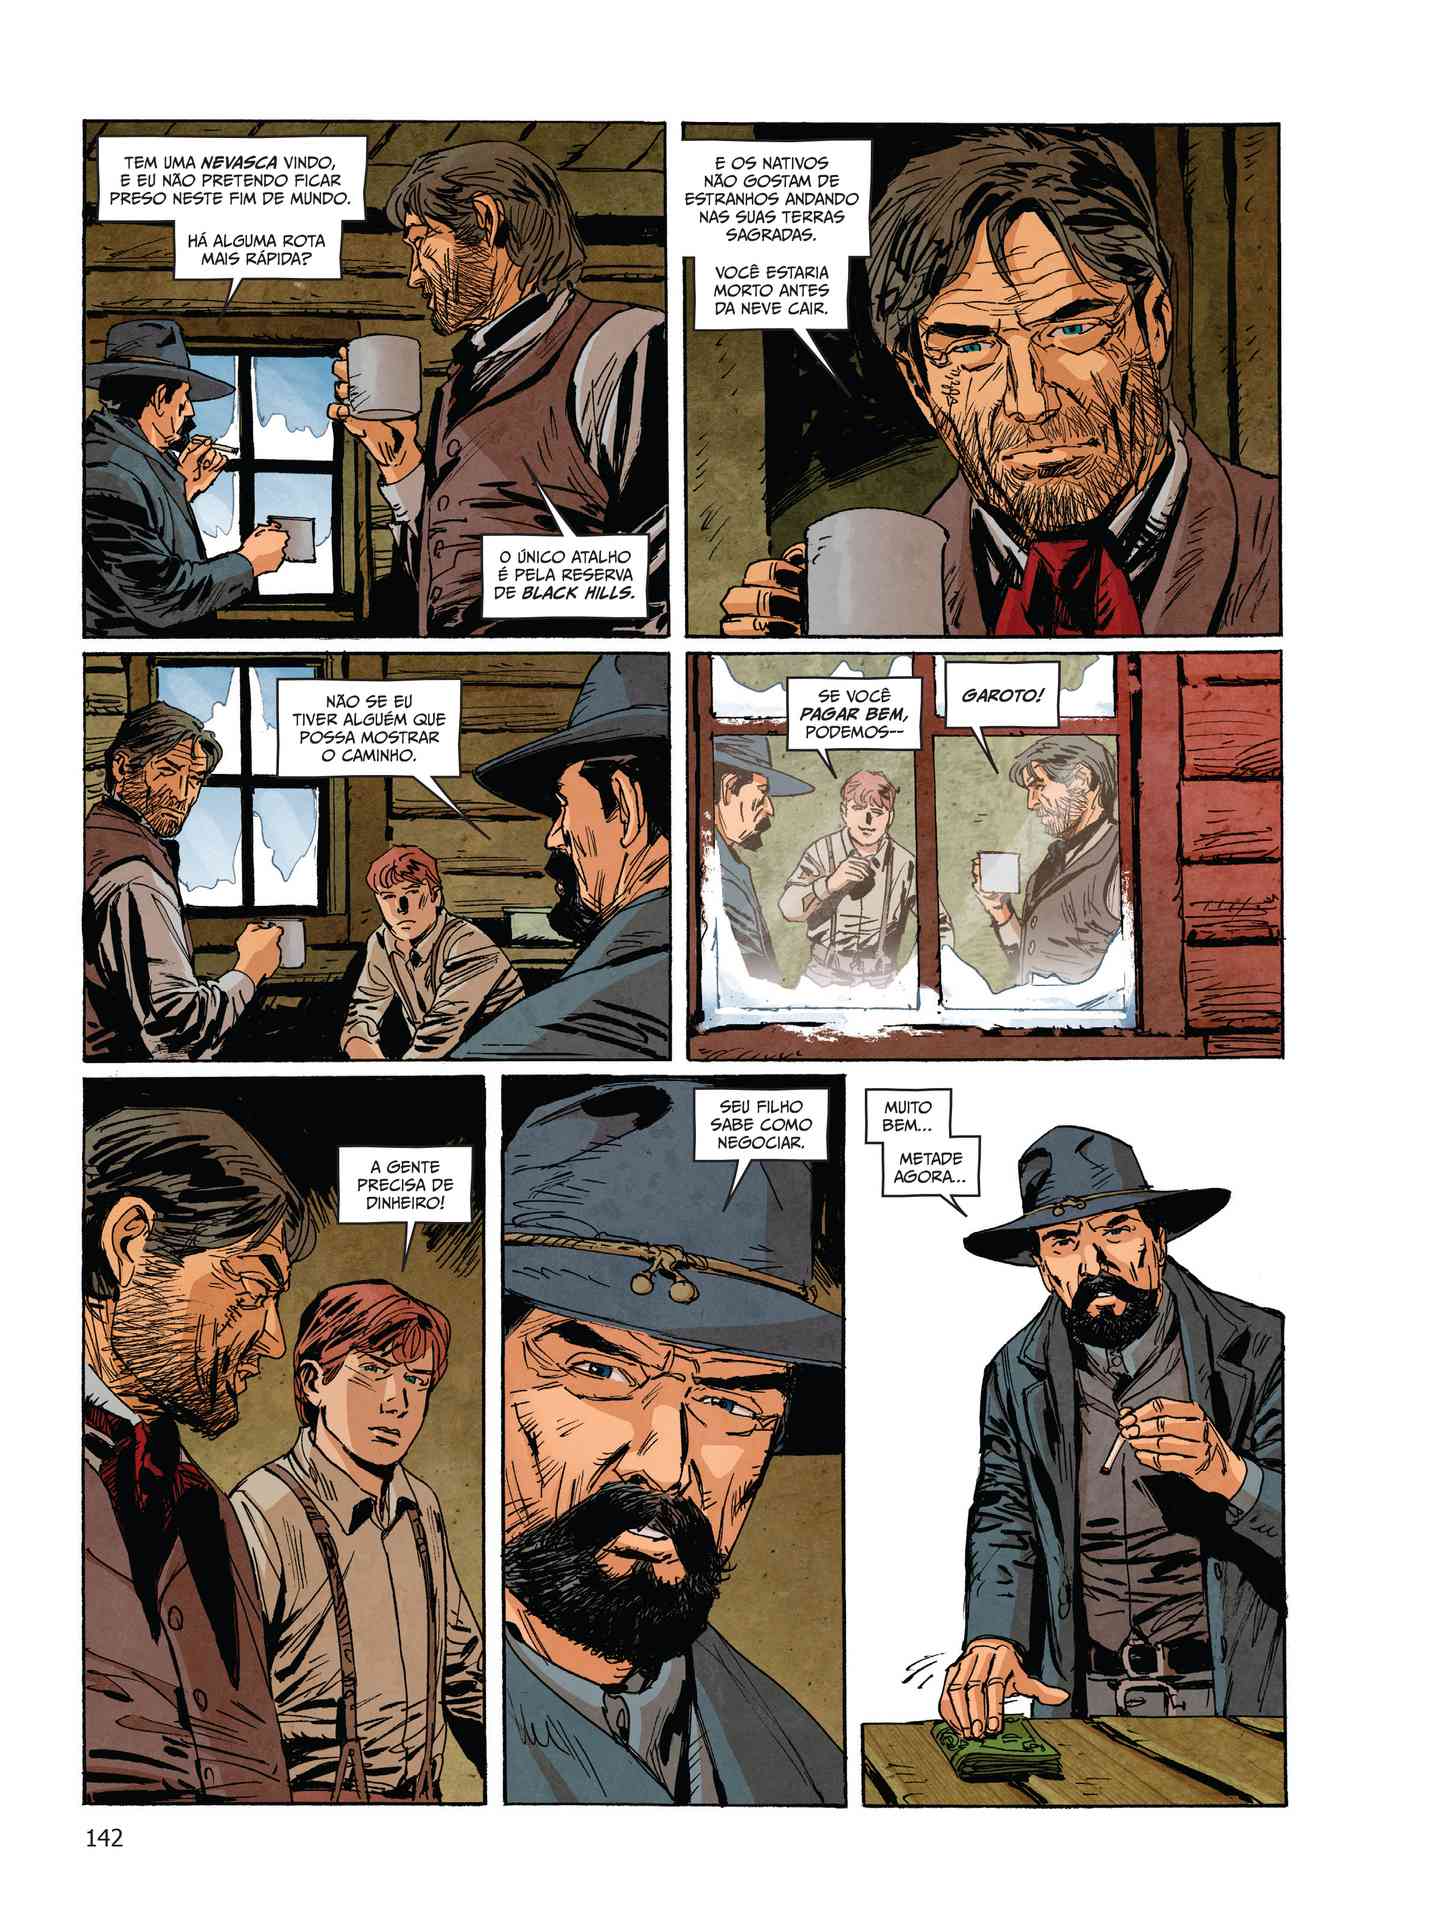 TEM UMA NEVASCA VINDO,
E EU NÃO PRETENDO FICAR
PRESO NESTE FIM DE MUNDO.
HÁ ALGUMA ROTA
MAIS RÁPIDA?
O ÚNICO ATALHO
É PELA RESERVA
DE BLACK HILLS.
E OS NATIVOS
NÃO GOSTAM DE
ESTRANHOS ANDANDO
NAS SUAS TERRAS
SAGRADAS.
VOCÊ ESTARIA
MORTO ANTES
DA NEVE CAIR.
NÃO SE EU
TIVER ALGUÉM QUE
POSSA MOSTRAR
O CAMINHO.
SE VOCÊ
PAGAR BEM,
PODEMOS--
GAROTO!
A GENTE
PRECISA DE
DINHEIRO!
SEU FILHO
SABE COMO
NEGOCIAR.
MUITO
BEM...
METADE
AGORA...
142